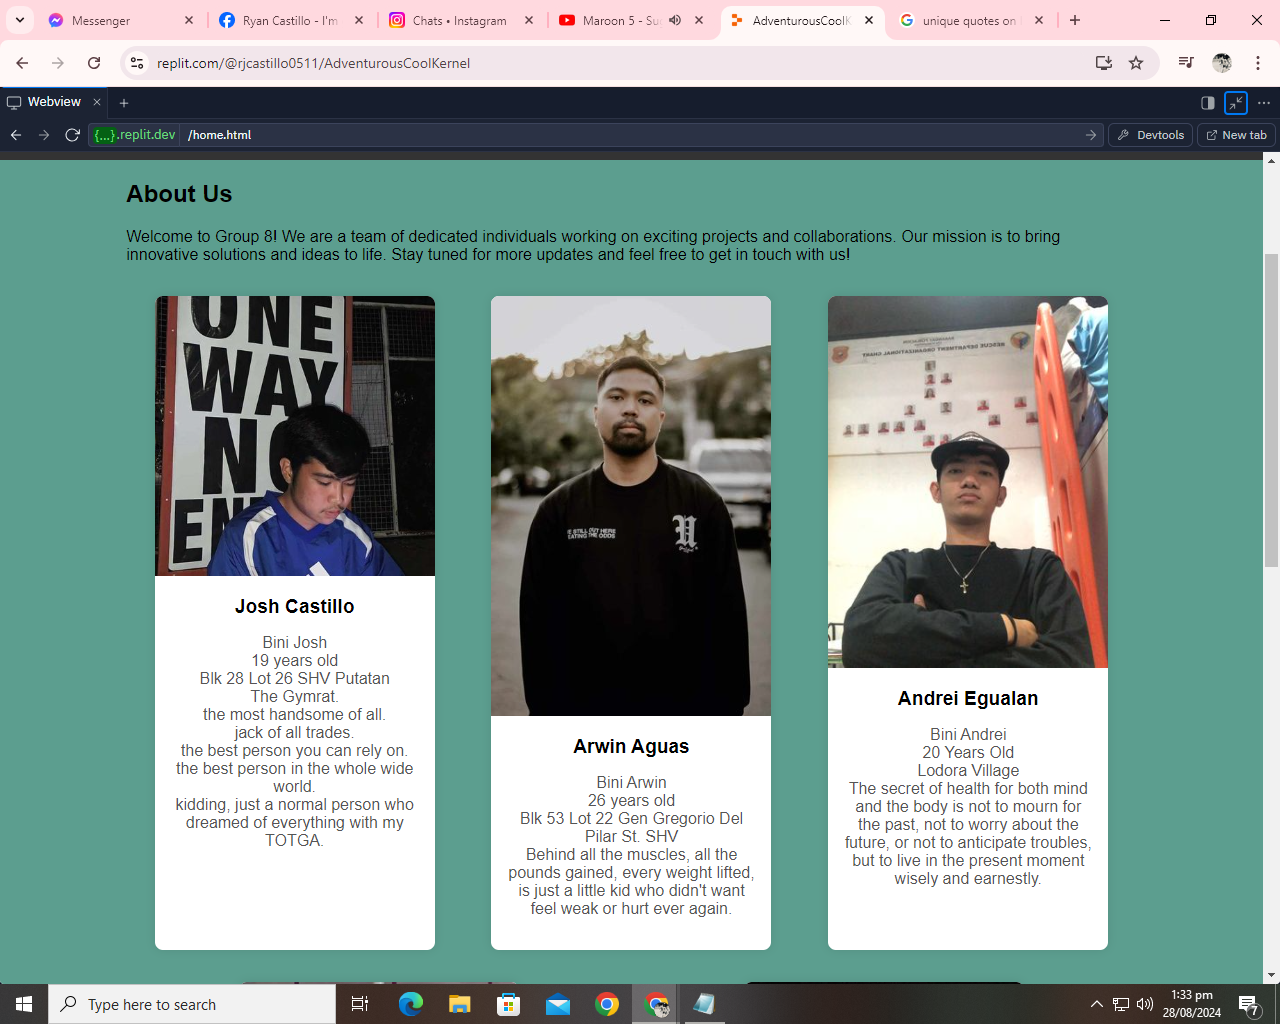 Messenger
Ryan Castillo - I'm
Chats • Instagram
Maroon 5 - Su
AdventurousCoolK
unique quotes on
replit.com/@rjcastillo0511/AdventurousCoolKernel
Webview
{...}.replit.dev
/home.html
Devtools
New tab
About Us
Welcome to Group 8! We are a team of dedicated individuals working on exciting projects and collaborations. Our mission is to bring
innovative solutions and ideas to life. Stay tuned for more updates and feel free to get in touch with us!
ONE
WAY
NO
EN
Josh Castillo
Bini Josh
19 years old
Blk 28 Lot 26 SHV Putatan
The Gymrat.
the most handsome of all.
jack of all trades.
the best person you can rely on.
the best person in the whole wide
world.
kidding, just a normal person who
dreamed of everything with my
TOTGA.
STILL OUT HERE
EATING THE ODDS
Arwin Aguas
Bini Arwin
26 years old
Blk 53 Lot 22 Gen Gregorio Del
Pilar St. SHV
Behind all the muscles, all the
pounds gained, every weight lifted,
is just a little kid who didn't want
feel weak or hurt ever again.
RESCUE DEPARTMENT ORGANIZATIONAL CHART
Andrei Egualan
Bini Andrei
20 Years Old
Lodora Village
The secret of health for both mind
and the body is not to mourn for
the past, not to worry about the
future, or not to anticipate troubles,
but to live in the present moment
wisely and earnestly.
Type here to search
1:33 pm
28/08/2024
7